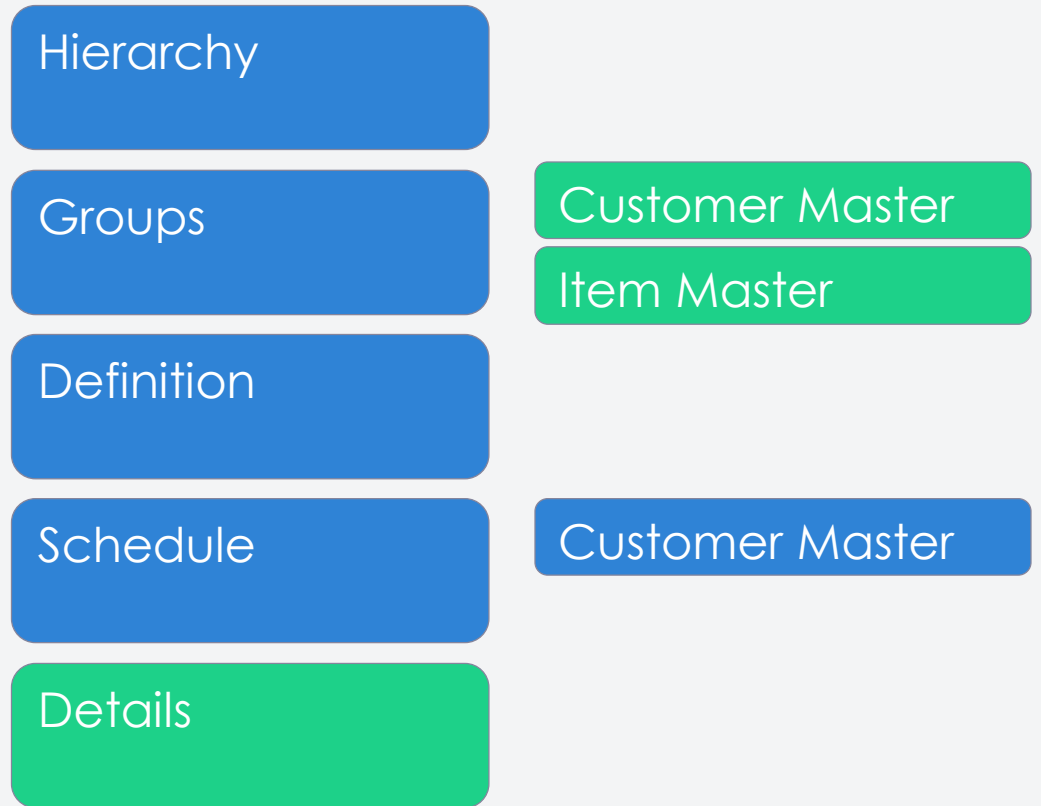 Hierarchy
Groups
Customer Master
Item Master
Definition
Schedule
Customer Master
Details